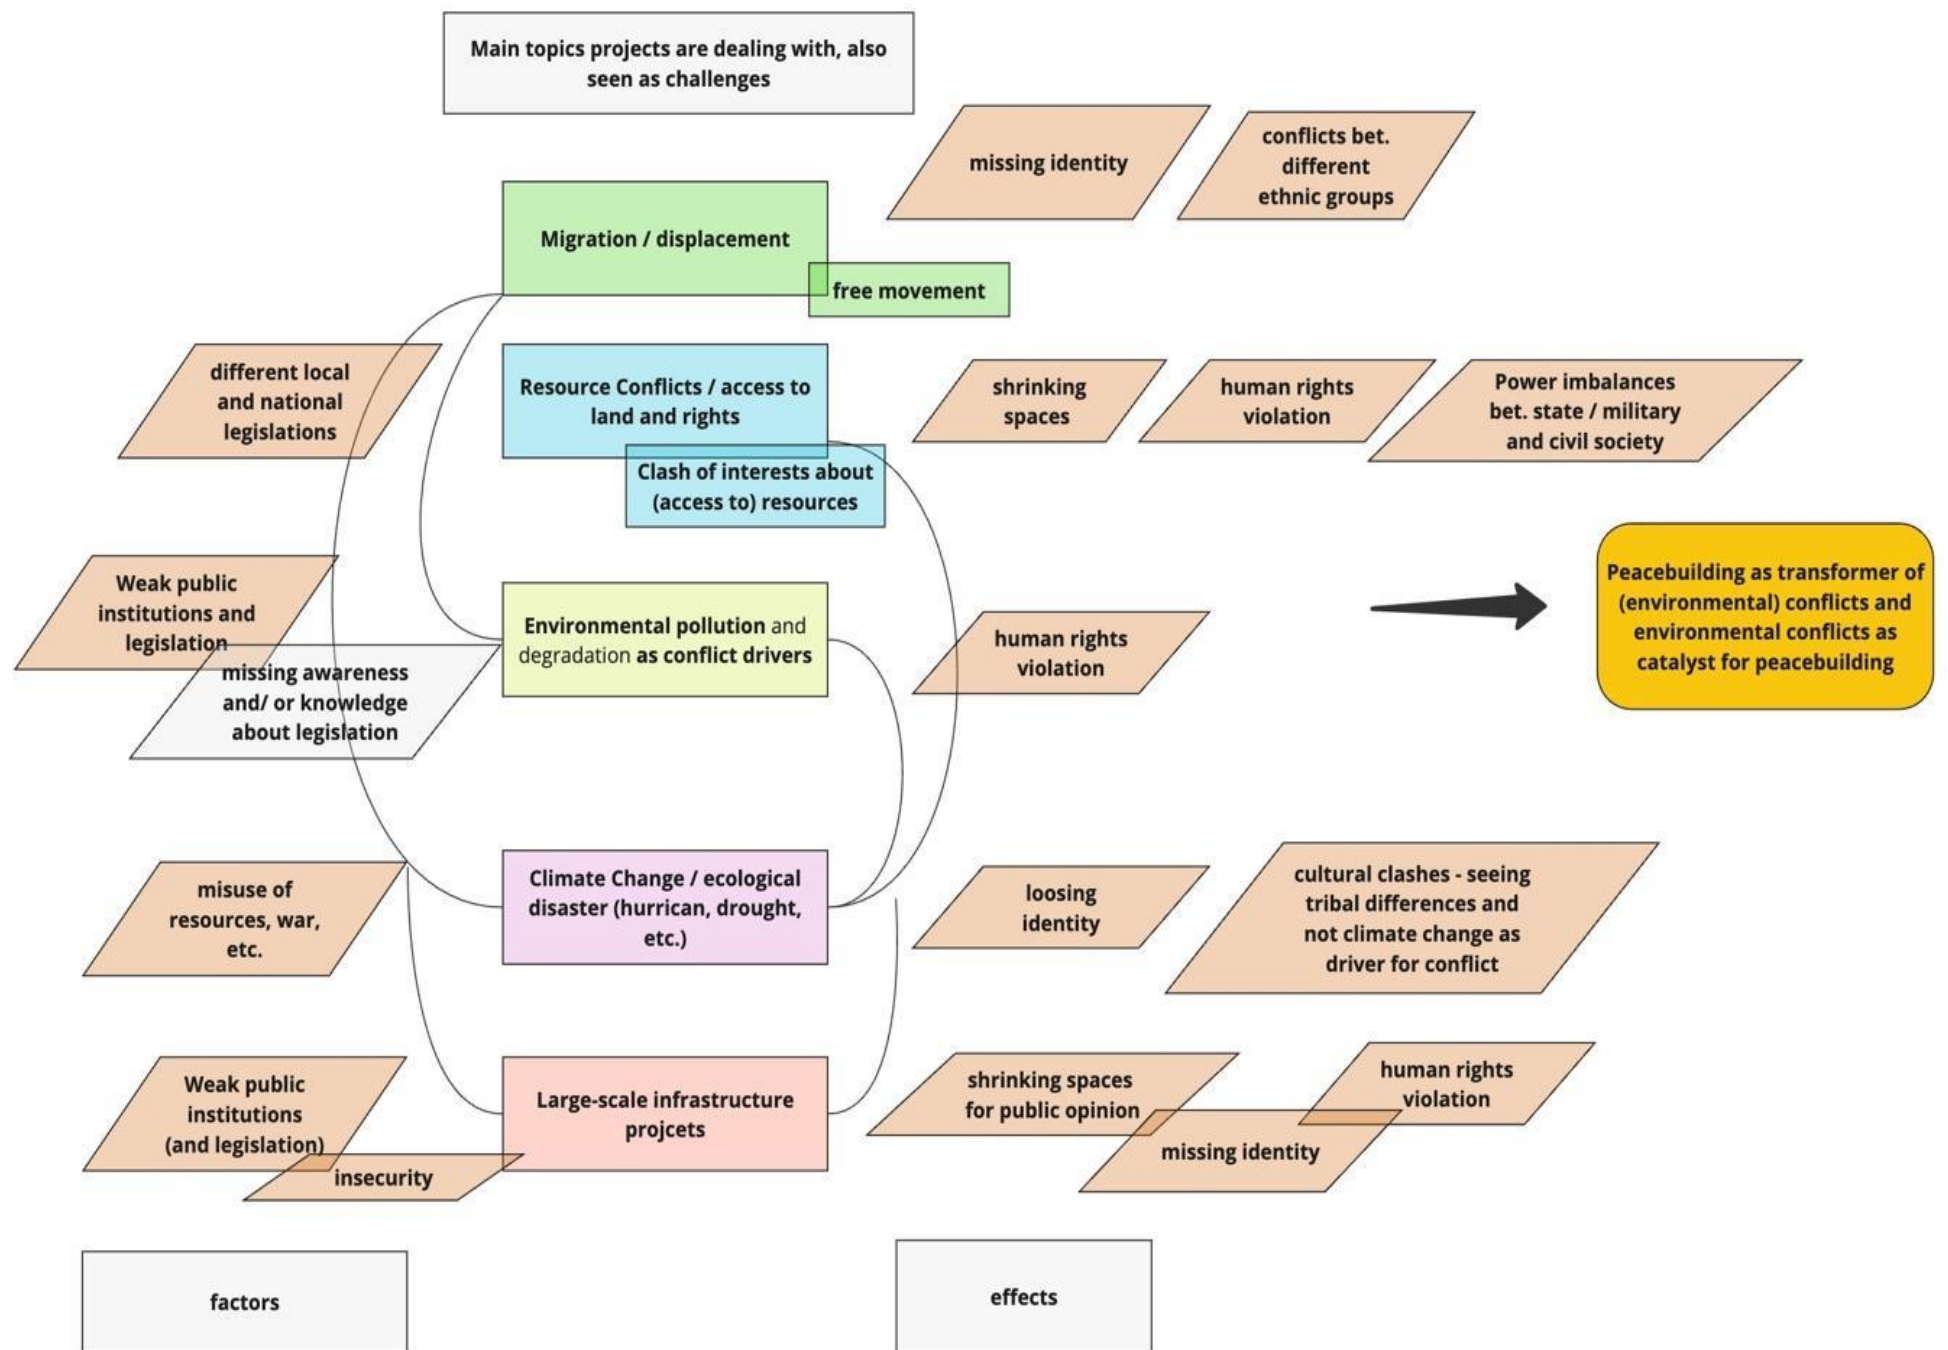 Main topics projects are dealing with, also
seen as challenges
missing identity
conflicts bet.
different
ethnic groups
Migration / displacement
free movement
different local
and national
legislations
Resource Conflicts / access to
land and rights
Clash of interests about
(access to) resources
shrinking
spaces
human rights
violation
Power imbalances
bet. state / military
and civil society
Weak public
institutions and
legislation
missing awareness
and/ or knowledge
about legislation
Environmental pollution and
degradation as conflict drivers
human rights
violation
Peacebuilding as transformer of
(environmental) conflicts and
environmental conflicts as
catalyst for peacebuilding
misuse of
resources, war,
etc.
Climate Change / ecological
disaster (hurrican, drought,
etc.)
loosing
identity
cultural clashes - seeing
tribal differences and
not climate change as
driver for conflict
Weak public
institutions
(and legislation)
insecurity
Large-scale infrastructure
projcets
shrinking spaces
for public opinion
missing identity
human rights
violation
factors
effects